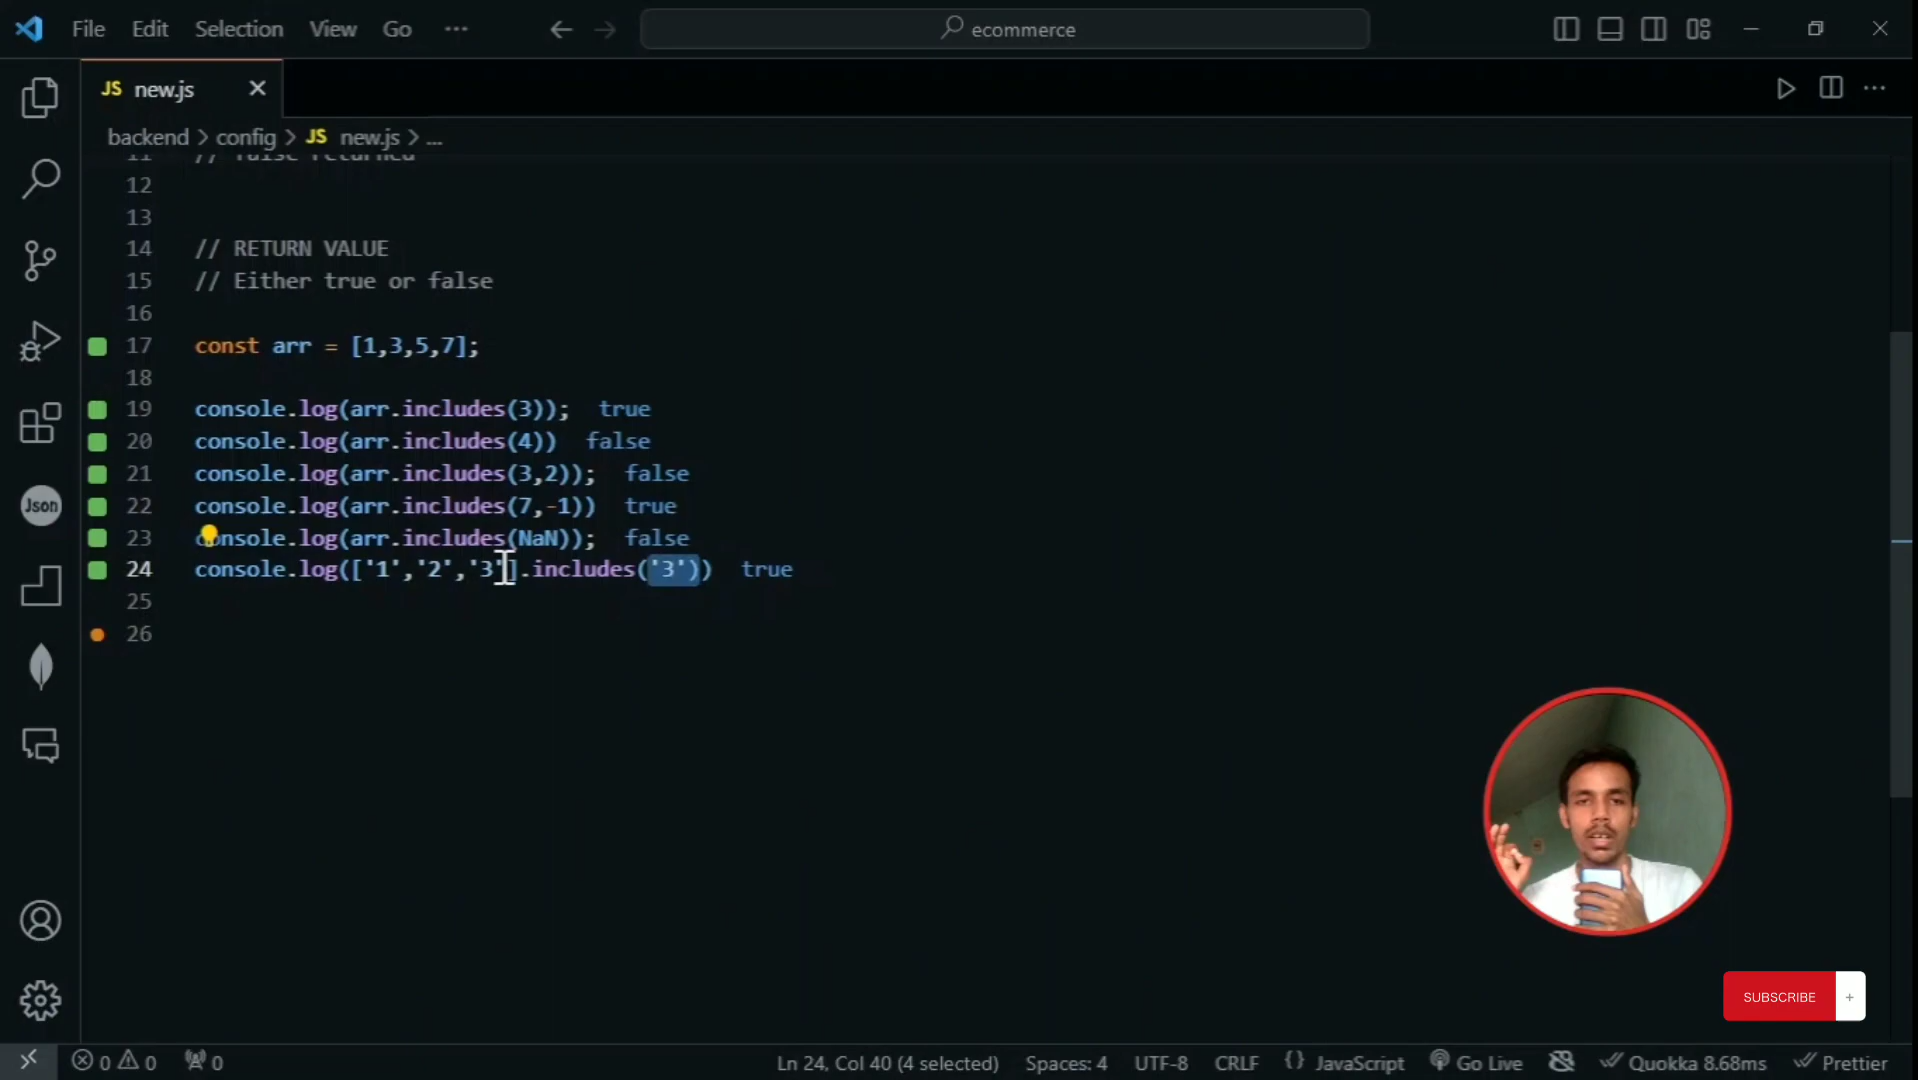 File Edit Selection View Go ···
ecommerce
JS new.js
backend > config > JS new.js > ...
11 // false returned
12
13
14 // RETURN VALUE
15 // Either true or false
16
17 const arr = [1,3,5,7];
18
19 console.log(arr.includes(3)); true
20 console.log(arr.includes(4)) false
21 console.log(arr.includes(3,2)); false
22 console.log(arr.includes(7,-1)) true
23 console.log(arr.includes(NaN)); false
24 console.log(['1','2','3'].includes('3')) true
25
26
Json
SUBSCRIBE +
0 0 0
Ln 24, Col 40 (4 selected) Spaces: 4 UTF-8 CRLF {} JavaScript Go Live Quokka 8.68ms Prettier